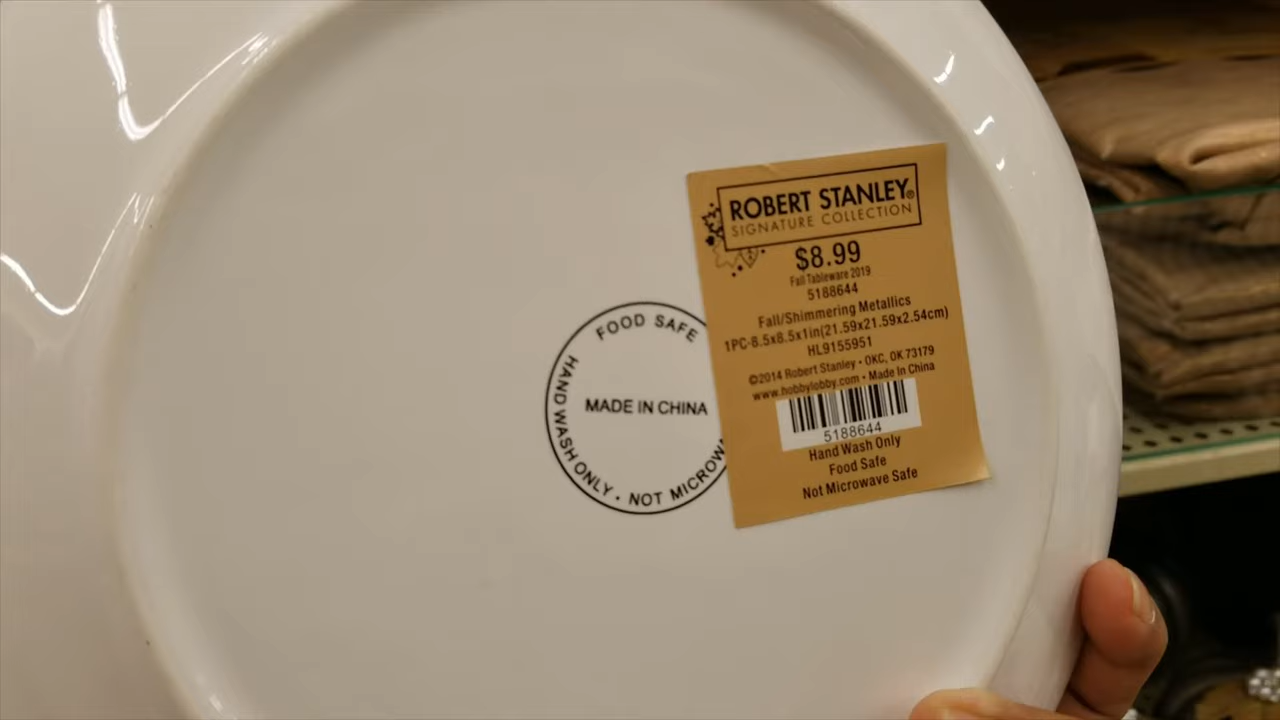 FOOD SAFE
HAND WASH ONLY • NOT MICROW
MADE IN CHINA
ROBERT STANLEY®
SIGNATURE COLLECTION
$8.99
Fall Tableware 2019
5188644
Fall/Shimmering Metallics
1PC-8.5x8.5x1in(21.59x21.59x2.54cm)
HL9155951
©2014 Robert Stanley • OKC, OK 73179
www.hobbylobby.com • Made In China
5188644
Hand Wash Only
Food Safe
Not Microwave Safe